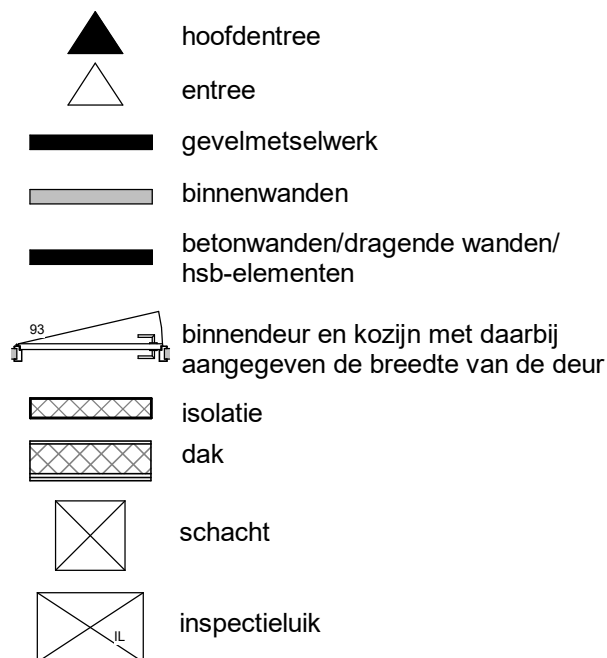 hoofdentree
entree
gevelmetselwerk
binnenwanden
betonwanden/dragende wanden/
hsb-elementen
93
binnendeur en kozijn met daarbij
aangegeven de breedte van de deur
isolatie
dak
schacht
IL
inspectieluik